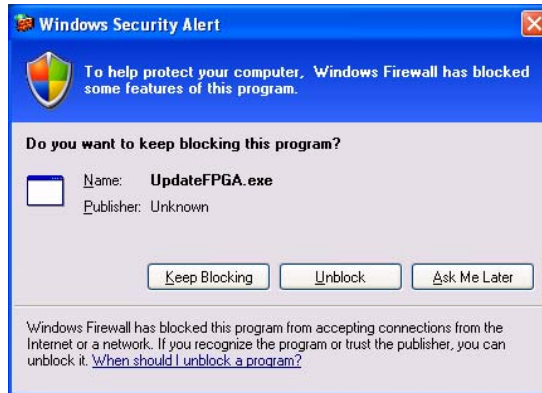 Windows Security Alert
To help protect your computer, Windows Firewall has blocked
some features of this program.
Do you want to keep blocking this program?
Name: UpdateFPGA.exe
Publisher: Unknown
Keep Blocking Unblock Ask Me Later
Windows Firewall has blocked this program from accepting connections from the
Internet or a network. If you recognize the program or trust the publisher, you can
unblock it. When should I unblock a program?